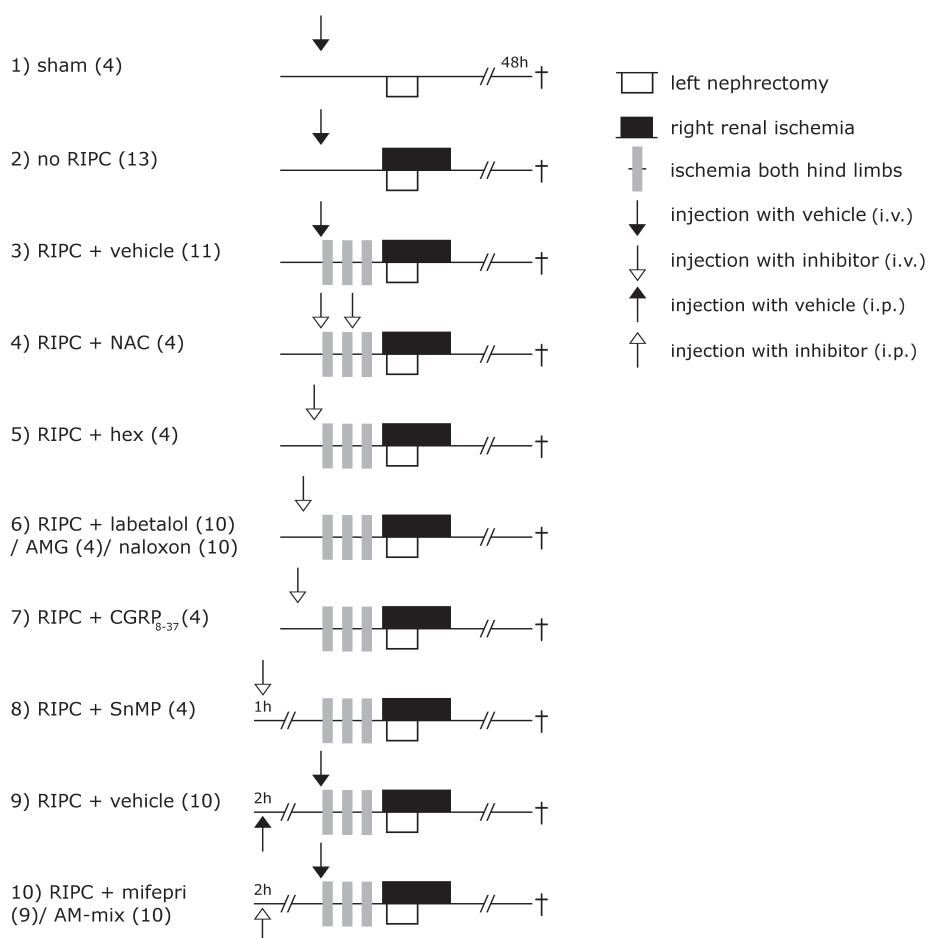 1) sham (4)
48h
2) no RIPC (13)
3) RIPC + vehicle (11)
4) RIPC + NAC (4)
5) RIPC + hex (4)
6) RIPC + labetalol (10)
/ AMG (4)/ naloxon (10)
7) RIPC + CGRP8-37(4)
8) RIPC + SnMP (4)
1h
9) RIPC + vehicle (10)
2h
10) RIPC + mifepri
(9)/ AM-mix (10)
2h
left nephrectomy
right renal ischemia
ischemia both hind limbs
injection with vehicle (i.v.)
injection with inhibitor (i.v.)
injection with vehicle (i.p.)
injection with inhibitor (i.p.)